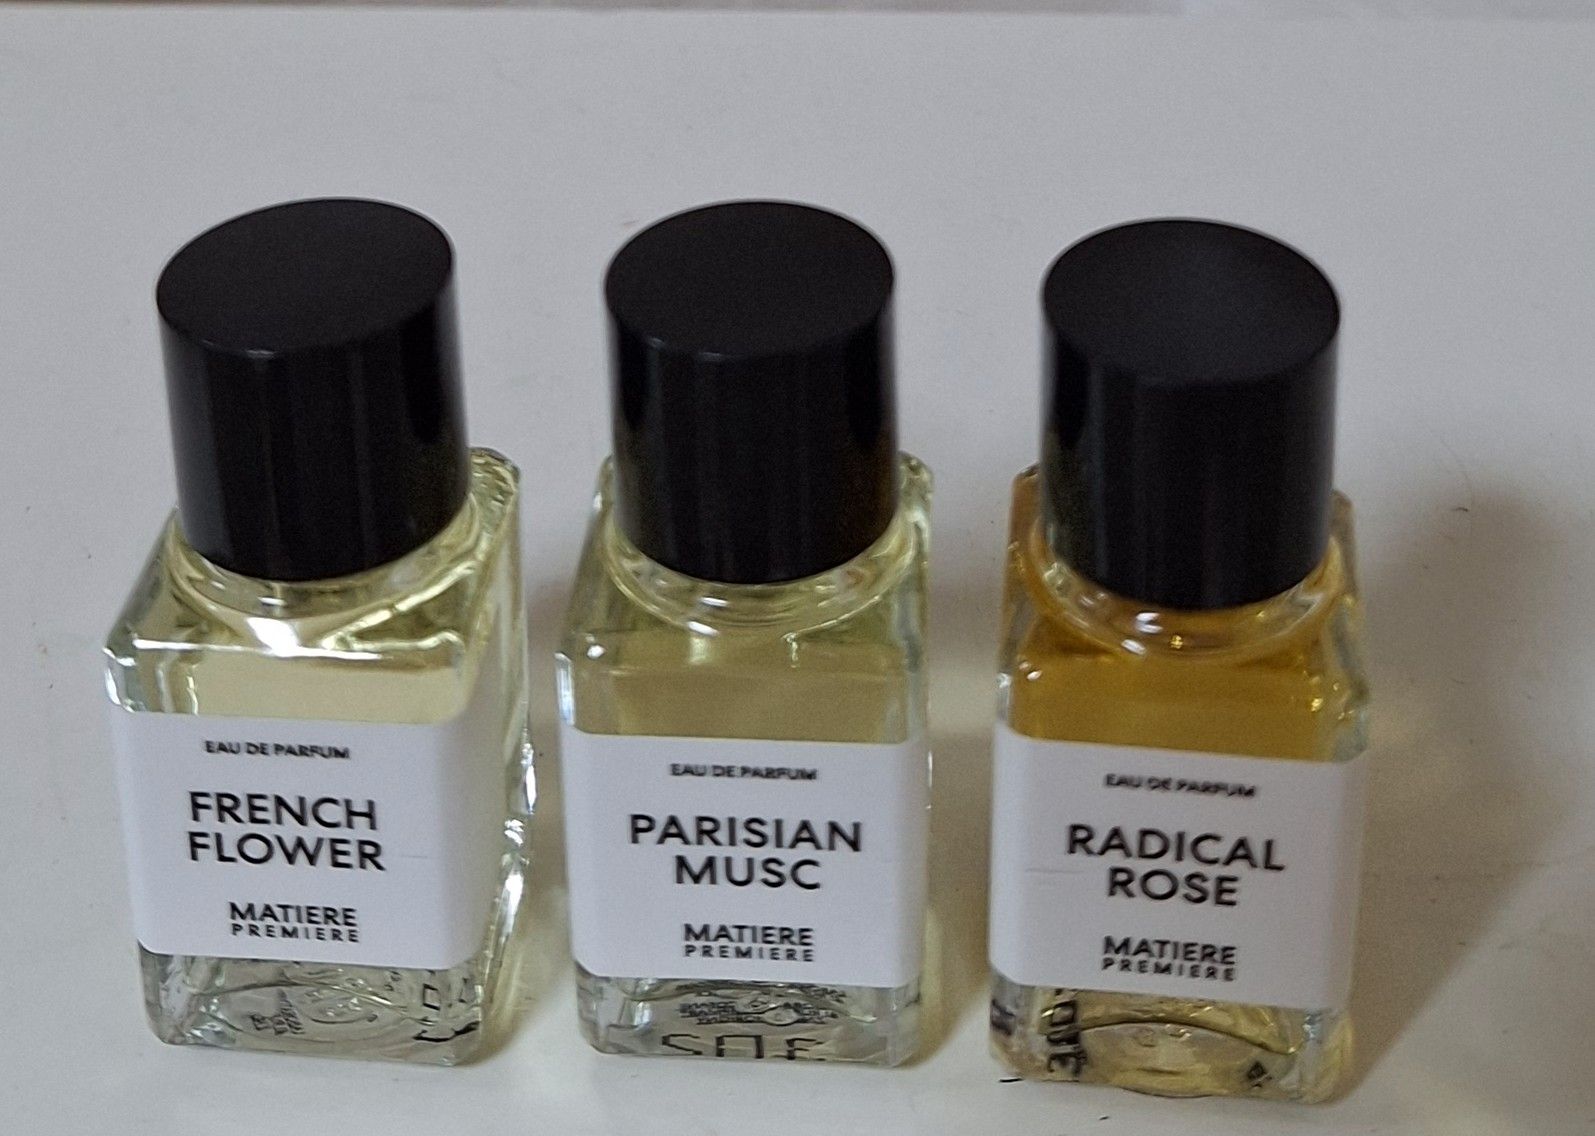 EAU DE PARFUM
FRENCH
FLOWER
MATIERE
PREMIERE
EAU DE PARFUM
PARISIAN
MUSC
MATIERE
PREMIERE
EAU DE PARFUM
RADICAL
ROSE
MATIERE
PREMIERE